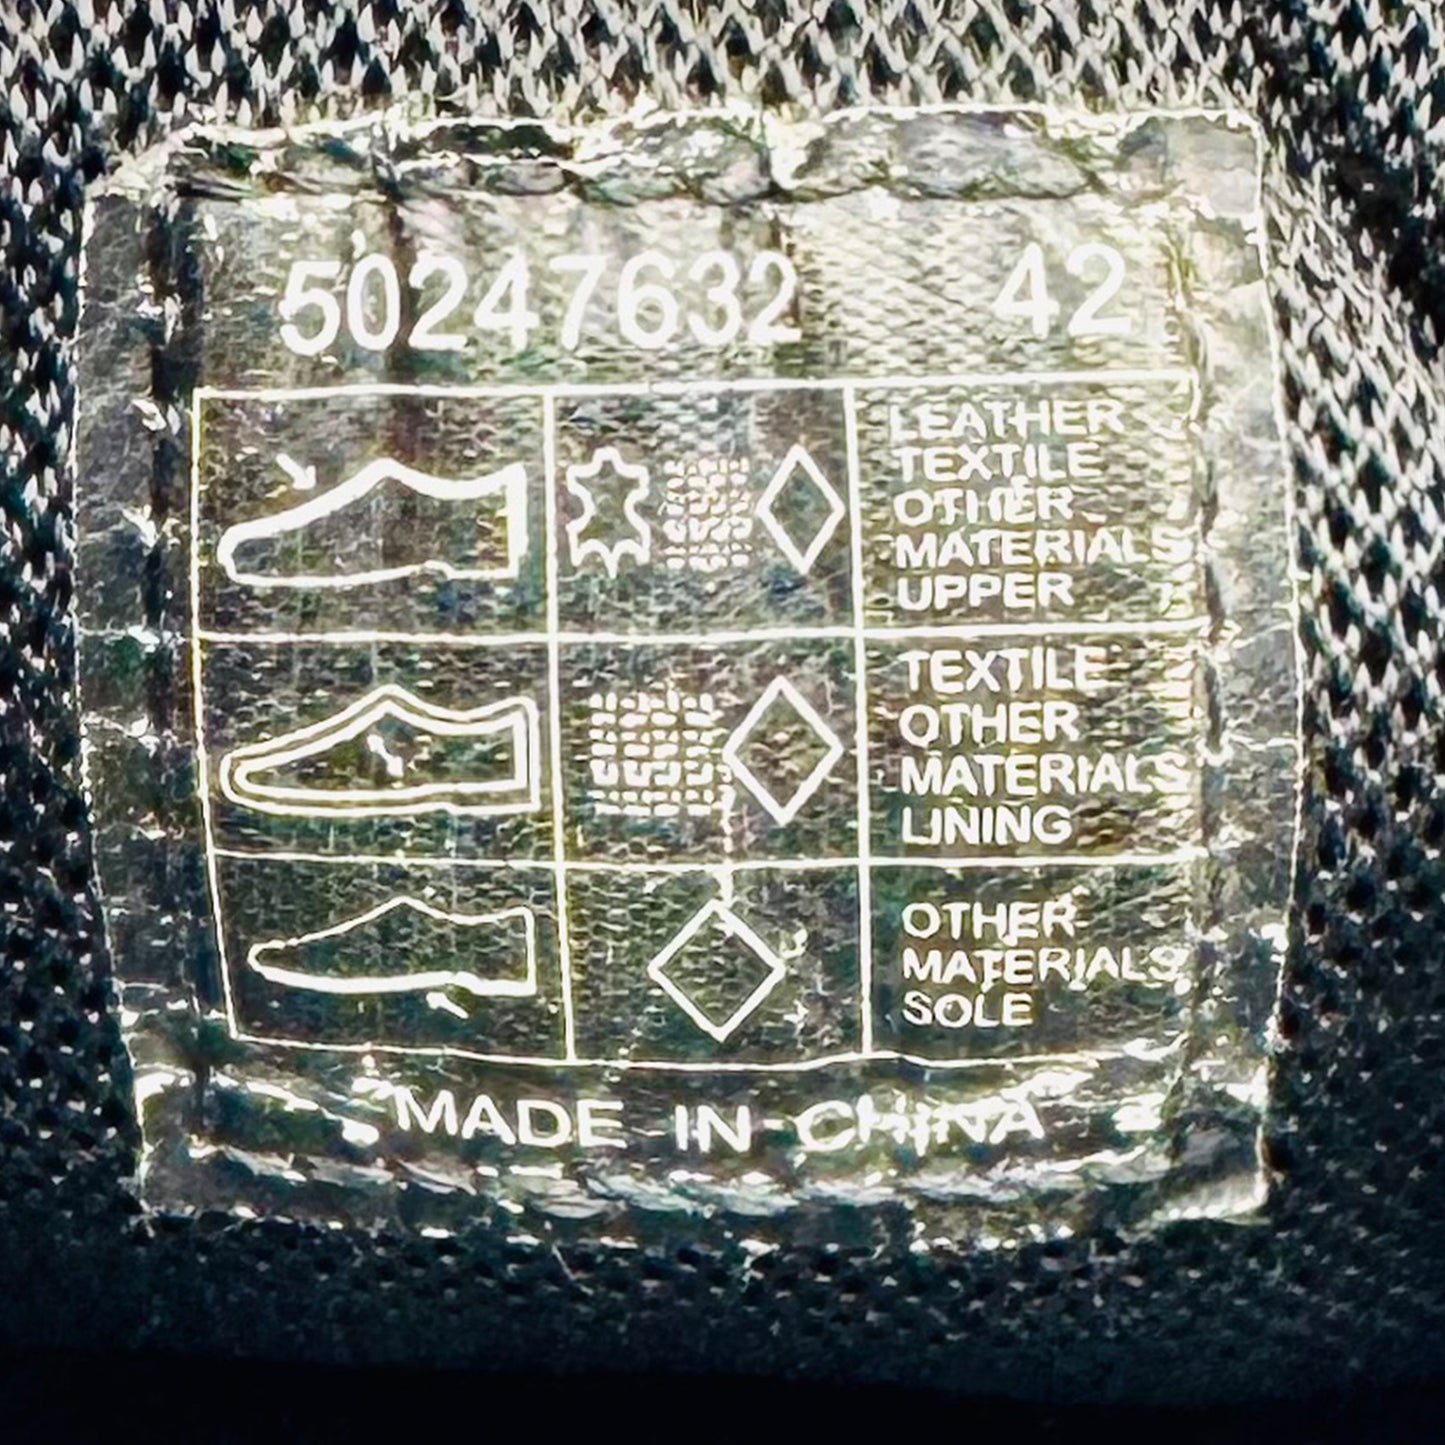 50247632 42
LEATHER
TEXTILE
OTHER
MATERIALS
UPPER
TEXTILE
OTHER
MATERIALS
LINING
OTHER
MATERIALS
SOLE
MADE IN CHINA